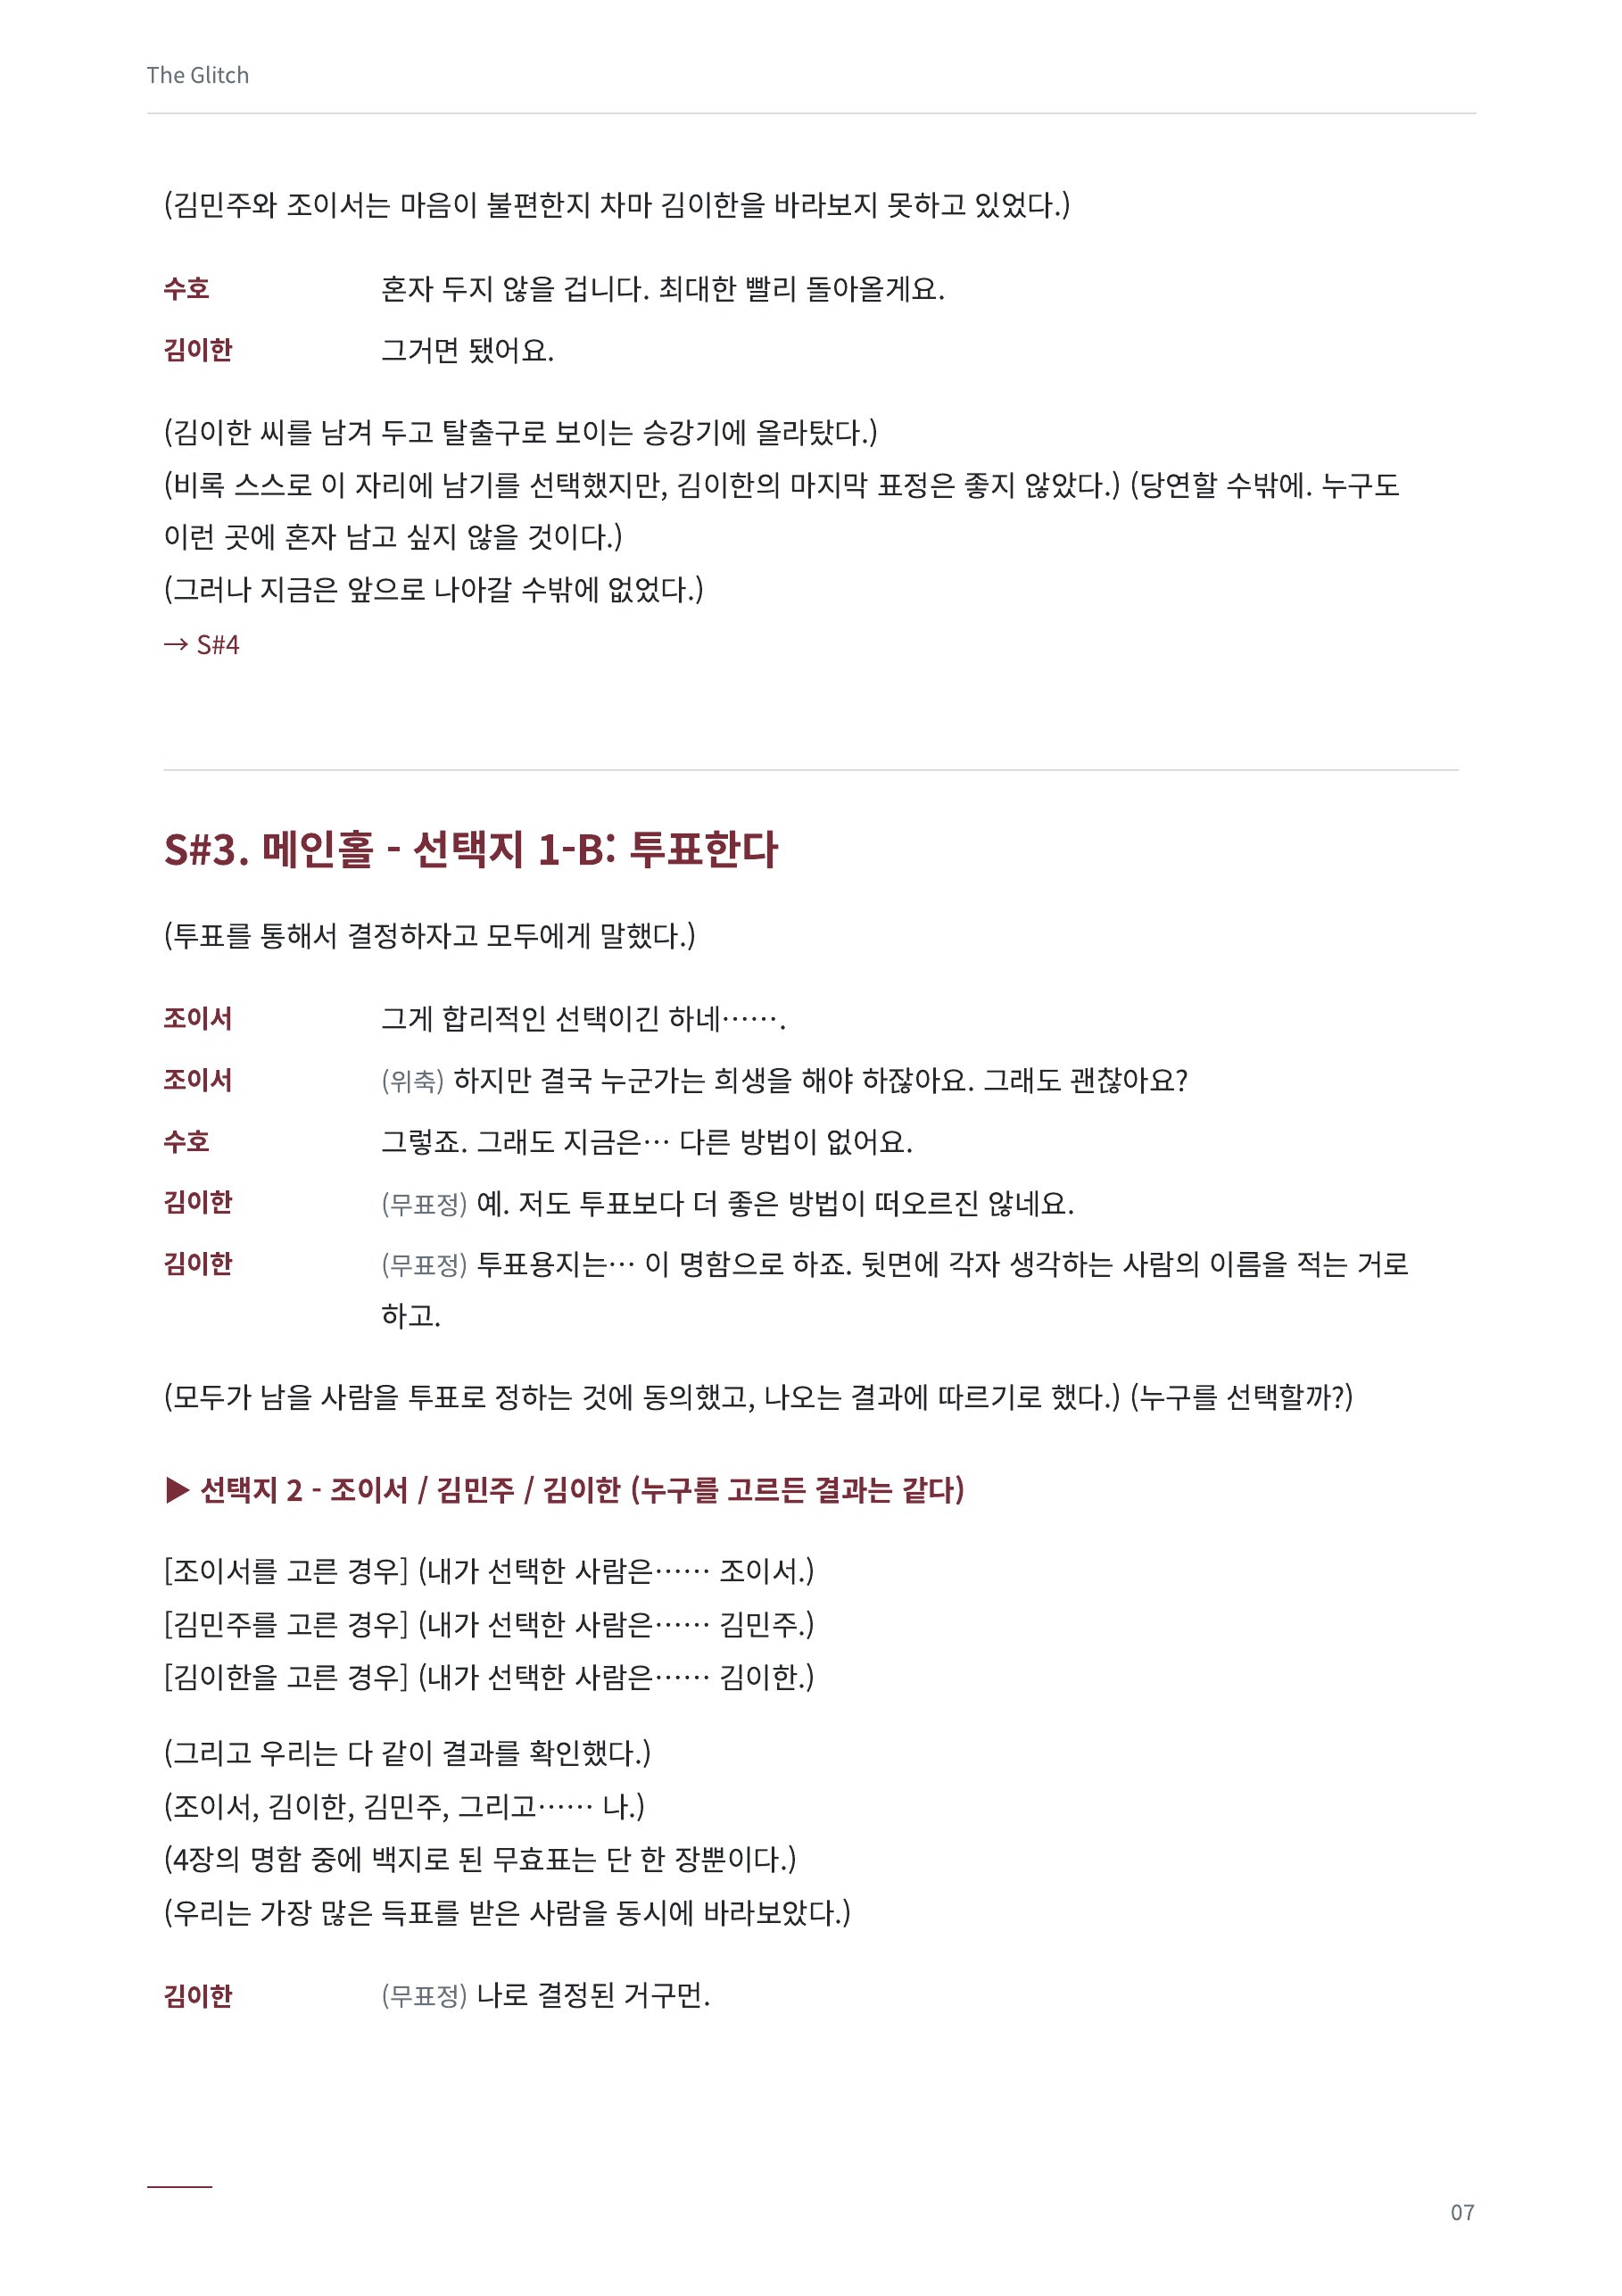 The Glitch
(김민주와 조이서는 마음이 불편한지 차마 김이한을 바라보지 못하고 있었다.)
수호 혼자 두지 않을 겁니다. 최대한 빨리 돌아올게요.
김이한 그거면 됐어요.
(김이한 씨를 남겨 두고 탈출구로 보이는 승강기에 올라탔다.)
(비록 스스로 이 자리에 남기를 선택했지만, 김이한의 마지막 표정은 좋지 않았다.) (당연할 수밖에. 누구도
이런 곳에 혼자 남고 싶지 않을 것이다.)
(그러나 지금은 앞으로 나아갈 수밖에 없었다.)
→ S#4
S#3. 메인홀 - 선택지 1-B: 투표한다
(투표를 통해서 결정하자고 모두에게 말했다.)
조이서 그게 합리적인 선택이긴 하네⋯⋯.
조이서 (위축) 하지만 결국 누군가는 희생을 해야 하잖아요. 그래도 괜찮아요?
수호 그렇죠. 그래도 지금은⋯ 다른 방법이 없어요.
김이한 (무표정) 예. 저도 투표보다 더 좋은 방법이 떠오르진 않네요.
김이한 (무표정) 투표용지는⋯ 이 명함으로 하죠. 뒷면에 각자 생각하는 사람의 이름을 적는 거로
하고.
(모두가 남을 사람을 투표로 정하는 것에 동의했고, 나오는 결과에 따르기로 했다.) (누구를 선택할까?)
▶ 선택지 2 - 조이서 / 김민주 / 김이한 (누구를 고르든 결과는 같다)
[조이서를 고른 경우] (내가 선택한 사람은⋯⋯ 조이서.)
[김민주를 고른 경우] (내가 선택한 사람은⋯⋯ 김민주.)
[김이한을 고른 경우] (내가 선택한 사람은⋯⋯ 김이한.)
(그리고 우리는 다 같이 결과를 확인했다.)
(조이서, 김이한, 김민주, 그리고⋯⋯ 나.)
(4장의 명함 중에 백지로 된 무효표는 단 한 장뿐이다.)
(우리는 가장 많은 득표를 받은 사람을 동시에 바라보았다.)
김이한 (무표정) 나로 결정된 거구먼.
07